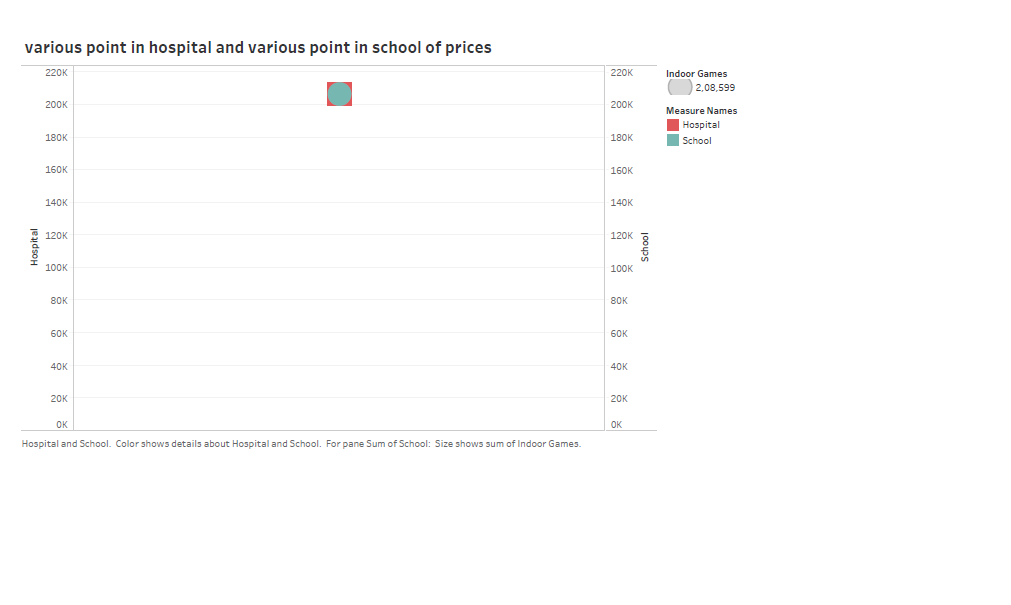 various point in hospital and various point in school of prices
220K
200K
180K
160K
140K
120K
100K
80K
60K
40K
20K
0K
Hospital
220K
200K
180K
160K
140K
120K
100K
80K
60K
40K
20K
0K
School
Indoor Games
2,08,599
Measure Names
Hospital
School
Hospital and School. Color shows details about Hospital and School. For pane Sum of School: Size shows sum of Indoor Games.